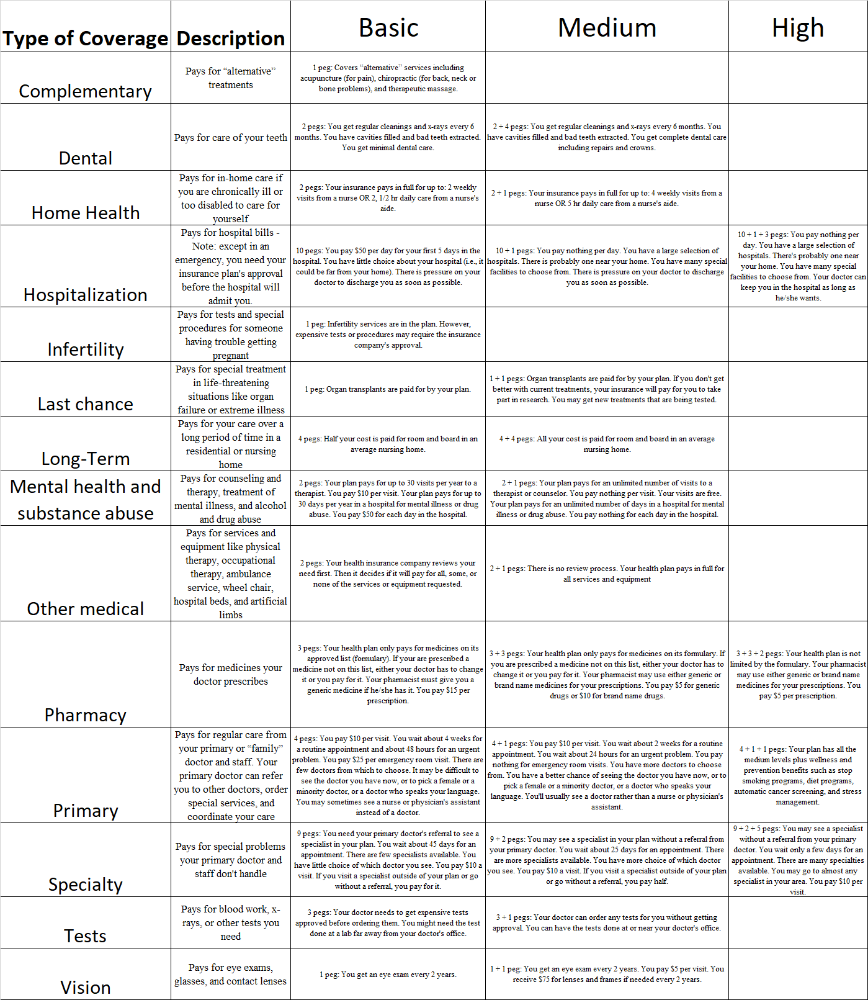 Type of Coverage
Description
Basic
Medium
High
Complementary
Pays for “alternative”
treatments
1 peg: Covers “alternative” services including
acupuncture (for pain), chiropractic (for back, neck or
bone problems), and therapeutic massage.
Dental
Pays for care of your teeth
2 pegs: You get regular cleanings and x-rays every 6
months. You have cavities filled and bad teeth extracted.
You get minimal dental care.
2 + 4 pegs: You get regular cleanings and x-rays every 6 months. You
have cavities filled and bad teeth extracted. You get complete dental care
including repairs and crowns.
Home Health
Pays for in-home care if
you are chronically ill or
too disabled to care for
yourself
2 pegs: Your insurance pays in full for up to: 2 weekly
visits from a nurse OR 2, 1/2 hr daily care from a nurse's
aide.
2 + 1 pegs: Your insurance pays in full for up to: 4 weekly visits from a
nurse OR 5 hr daily care from a nurse's aide.
Hospitalization
Pays for hospital bills -
Note: except in an
emergency, you need your
insurance plan's approval
before the hospital will
admit you.
10 pegs: You pay $50 per day for your first 5 days in the
hospital. You have little choice about your hospital (i.e., it
could be far from your home). There is pressure on your
doctor to discharge you as soon as possible.
10 + 1 pegs: You pay nothing per day. You have a large selection of
hospitals. There is probably one near your home. You have many special
facilities to choose from. There is pressure on your doctor to discharge
you as soon as possible.
10 + 1 + 3 pegs: You pay nothing per
day. You have a large selection of
hospitals. There's probably one near
your home. You have many special
facilities to choose from. Your doctor can
keep you in the hospital as long as
he/she wants.
Infertility
Pays for tests and special
procedures for someone
having trouble getting
pregnant
1 peg: Infertility services are in the plan. However,
expensive tests or procedures may require the insurance
company's approval.
Last chance
Pays for special treatment
in life-threatening
situations like organ
failure or extreme illness
1 peg: Organ transplants are paid for by your plan.
1 + 1 pegs: Organ transplants are paid for by your plan. If you don't get
better with current treatments, your insurance will pay for you to take
part in research. You may get new treatments that are being tested.
Long-Term
Pays for your care over a
long period of time in a
residential or nursing
home
4 pegs: Half your cost is paid for room and board in an
average nursing home.
4 + 4 pegs: All your cost is paid for room and board in an average
nursing home.
Mental health and
substance abuse
Pays for counseling and
therapy, treatment of
mental illness, and alcohol
and drug abuse
2 pegs: Your plan pays for up to 30 visits per year to a
therapist. You pay $10 per visit. Your plan pays for up to
30 days per year in a hospital for mental illness or drug
abuse. You pay $50 for each day in the hospital.
2 + 1 pegs: Your plan pays for an unlimited number of visits to a
therapist or counselor. You pay nothing per visit. Your visits are free.
Your plan pays for an unlimited number of days in a hospital for mental
illness or drug abuse. You pay nothing for each day in the hospital.
Other medical
Pays for services and
equipment like physical
therapy, occupational
therapy, ambulance
service, wheel chair,
hospital beds, and artificial
limbs
2 pegs: Your health insurance company reviews your
need first. Then it decides if it will pay for all, some, or
none of the services or equipment requested.
2 + 1 pegs: There is no review process. Your health plan pays in full for
all services and equipment
Pharmacy
Pays for medicines your
doctor prescribes
3 pegs: Your health plan only pays for medicines on its
approved list (formulary). If your are prescribed a
medicine not on this list, either your doctor has to change
it or you pay for it. Your pharmacist must give you a
generic medicine if he/she has it. You pay $15 per
prescription.
3 + 3 pegs: Your health plan only pays for medicines on its formulary. If
you are prescribed a medicine not on this list, either your doctor has to
change it or you pay for it. Your pharmacist may use either generic or
brand name medicines for your prescriptions. You pay $5 for generic
drugs or $10 for brand name drugs.
3 + 3 + 2 pegs: Your health plan is not
limited by the formulary. Your pharmacist
may use either generic or brand name
medicines for your prescriptions. You
pay $5 per prescription.
Primary
Pays for regular care from
your primary or “family”
doctor and staff. Your
primary doctor can refer
you to other doctors, order
special services, and
coordinate your care
4 pegs: You pay $10 per visit. You wait about 4 weeks for
a routine appointment and about 48 hours for an urgent
problem. You pay $25 per emergency room visit. There are
few doctors from which to choose. It may be difficult to
see the doctor you have now, or to pick a female or a
minority doctor, or a doctor who speaks your language.
You may sometimes see a nurse or physician's assistant
instead of a doctor.
4 + 1 pegs: You pay $10 per visit. You wait about 2 weeks for a routine
appointment. You wait about 24 hours for an urgent problem. You pay
nothing for emergency room visits. You have more doctors to choose
from. You have a better chance of seeing the doctor you have now, or to
pick a female or a minority doctor, or a doctor who speaks your
language. You'll usually see a doctor rather than a nurse or physician's
assistant.
4 + 1 + 1 pegs: Your plan has all the
medium levels plus wellness and
prevention benefits such as stop
smoking programs, diet programs,
automatic cancer screening, and stress
management.
Specialty
Pays for special problems
your primary doctor and
staff don't handle
9 pegs: You need your primary doctor's referral to see a
specialist in your plan. You wait about 45 days for an
appointment. There are few specialists available. You
have little choice of which doctor you see. You pay $10 a
visit. If you visit a specialist outside of your plan or go
without a referral, you pay for it.
9 + 2 pegs: You may see a specialist in your plan without a referral from
your primary doctor. You wait about 25 days for an appointment. There
are more specialists available. You have more choice of which doctor
you see. You pay $10 a visit. If you visit a specialist outside of your plan
or go without a referral, you pay half.
9 + 2 + 5 pegs: You may see a specialist
without a referral from your primary
doctor. You wait only a few days for an
appointment. There are many specialties
available. You may go to almost any
specialist in your area. You pay $10 per
visit.
Tests
Pays for blood work, x-
rays, or other tests you
need
3 pegs: Your doctor needs to get expensive tests
approved before ordering them. You might need the test
done at a lab far away from your doctor's office.
3 + 1 pegs: Your doctor can order any tests for you without getting
approval. You can have the tests done at or near your doctor's office.
Vision
Pays for eye exams,
glasses, and contact lenses
1 peg: You get an eye exam every 2 years.
1 + 1 peg: You get an eye exam every 2 years. You pay $5 per visit. You
receive $75 for lenses and frames if needed every 2 years.